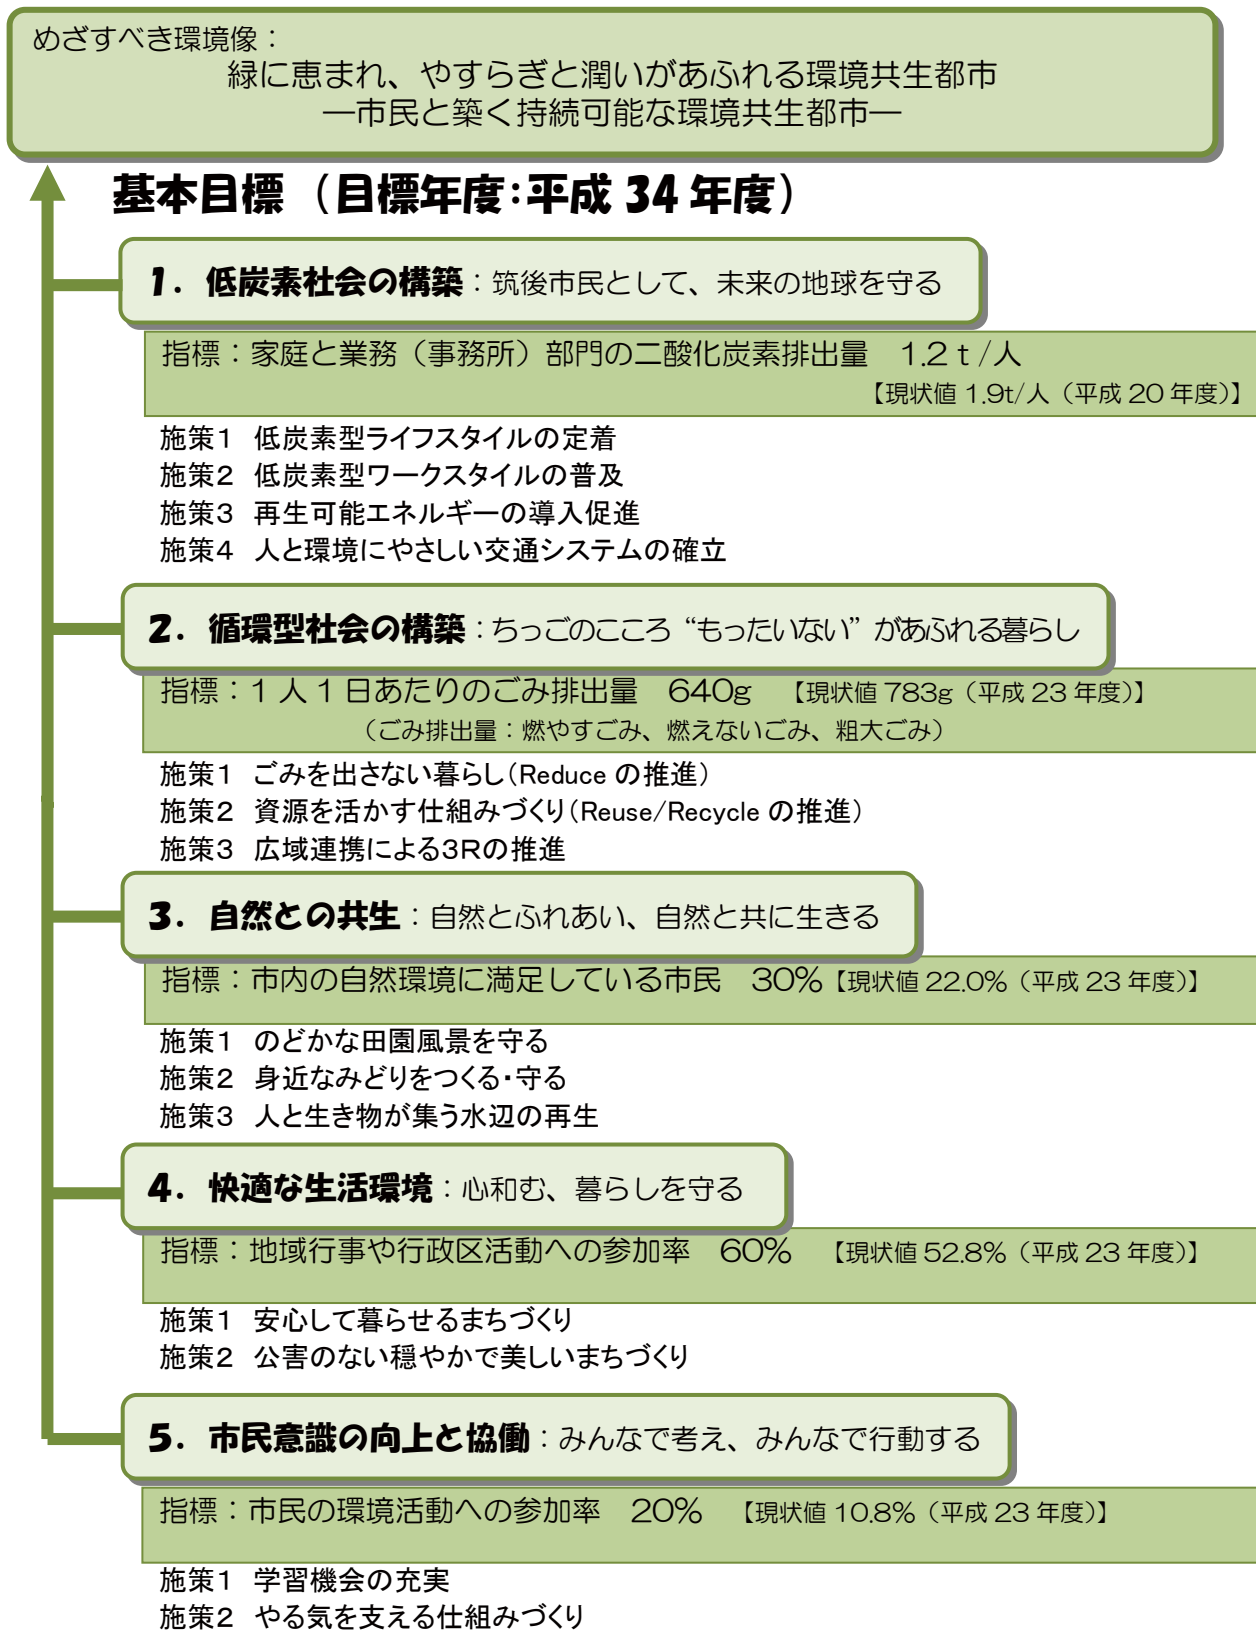 めざすべき環境像：
緑に恵まれ、やすらぎと潤いがあふれる環境共生都市
―市民と築く持続可能な環境共生都市―
基本目標（目標年度：平成34年度）
1．低炭素社会の構築：筑後市民として、未来の地球を守る
指標：家庭と業務（事務所）部門の二酸化炭素排出量　1.2ｔ/人
【現状値 1.9t/人（平成 20 年度）】
施策1　低炭素型ライフスタイルの定着
施策2　低炭素型ワークスタイルの普及
施策3　再生可能エネルギーの導入促進
施策4　人と環境にやさしい交通システムの確立
2．循環型社会の構築：ちっごのこころ“もったいない”があふれる暮らし
指標：1人1日あたりのごみ排出量　640g　【現状値 783g（平成 23 年度）】
（ごみ排出量：燃やすごみ、燃えないごみ、粗大ごみ）
施策1　ごみを出さない暮らし（Reduce の推進）
施策2　資源を活かす仕組みづくり（Reuse/Recycle の推進）
施策3　広域連携による3Rの推進
3．自然との共生：自然とふれあい、自然と共に生きる
指標：市内の自然環境に満足している市民　30%【現状値 22.0%（平成 23 年度）】
施策1　のどかな田園風景を守る
施策2　身近なみどりをつくる・守る
施策3　人と生き物が集う水辺の再生
4．快適な生活環境：心和む、暮らしを守る
指標：地域行事や行政区活動への参加率　60%　【現状値 52.8%（平成 23 年度）】
施策1　安心して暮らせるまちづくり
施策2　公害のない穏やかで美しいまちづくり
5．市民意識の向上と協働：みんなで考え、みんなで行動する
指標：市民の環境活動への参加率　20%　【現状値 10.8%（平成 23 年度）】
施策1　学習機会の充実
施策2　やる気を支える仕組みづくり